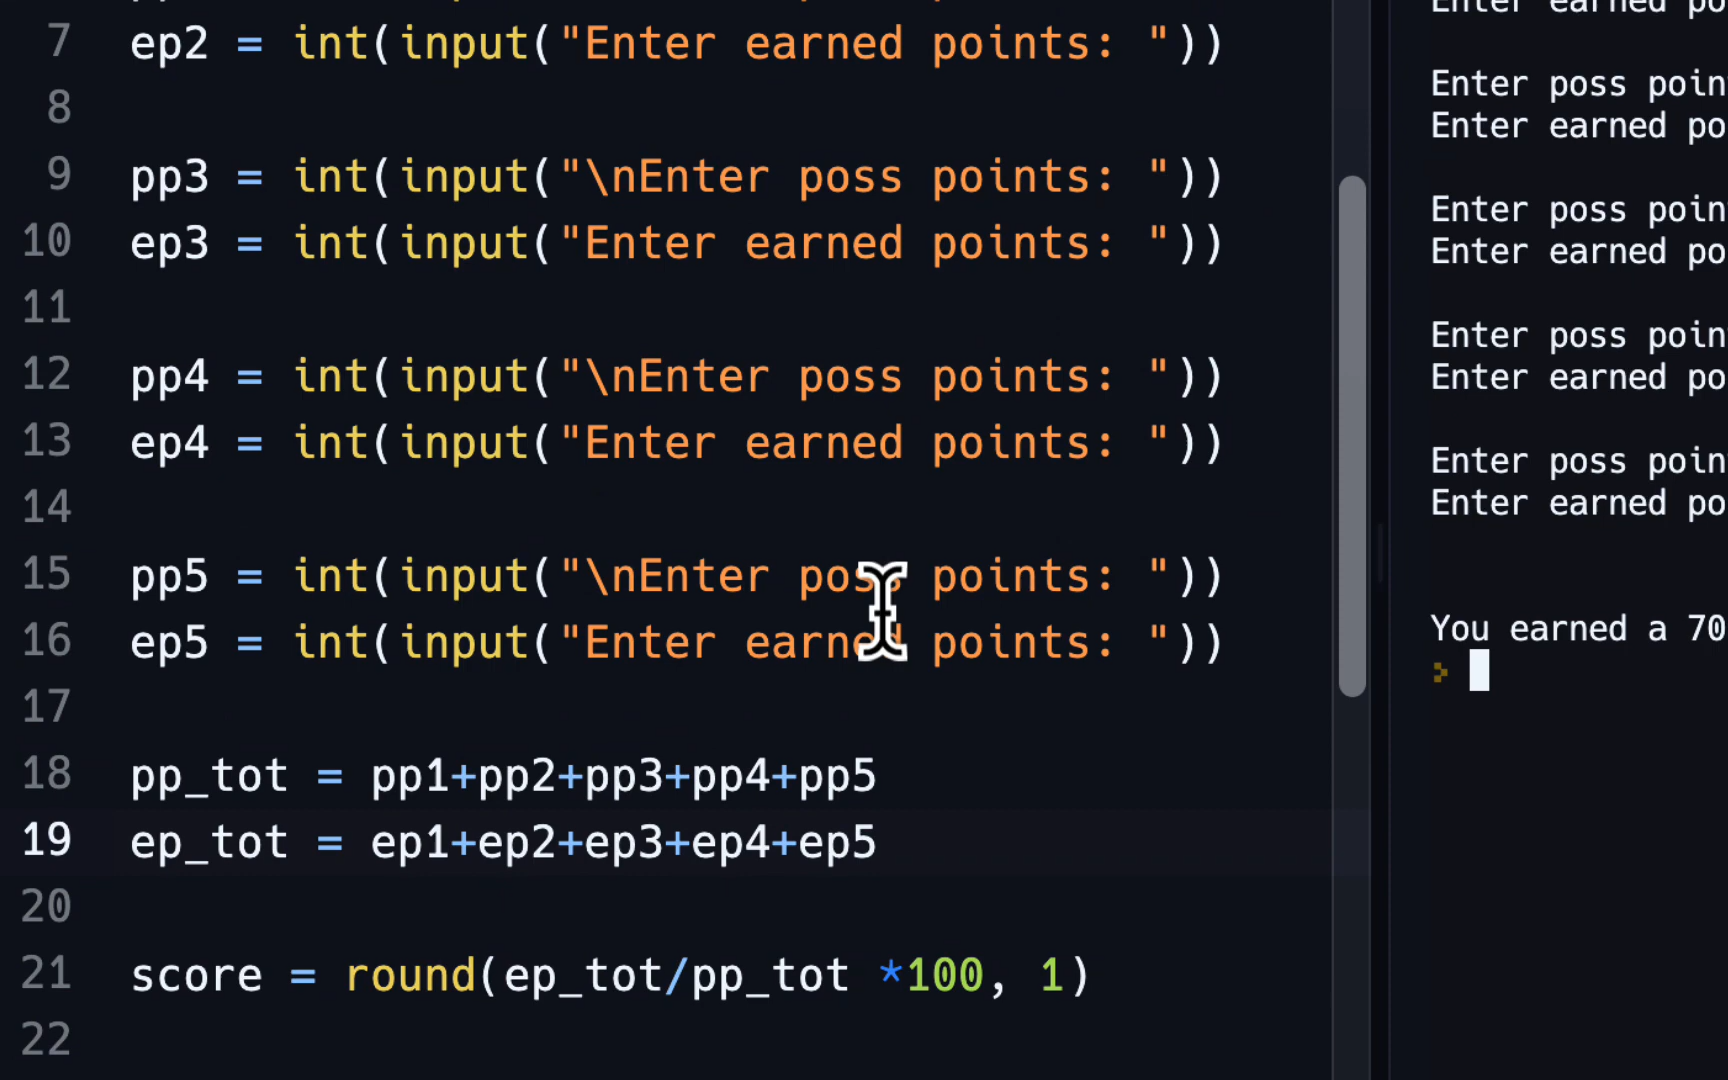 7 ep2 = int(input("Enter earned points: "))
8
9 pp3 = int(input("\nEnter poss points: "))
10 ep3 = int(input("Enter earned points: "))
11
12 pp4 = int(input("\nEnter poss points: "))
13 ep4 = int(input("Enter earned points: "))
14
15 pp5 = int(input("\nEnter poss points: "))
16 ep5 = int(input("Enter earned points: "))
17
18 pp_tot = pp1+pp2+pp3+pp4+pp5
19 ep_tot = ep1+ep2+ep3+ep4+ep5
20
21 score = round(ep_tot/pp_tot *100, 1)
22
Enter earned po
Enter poss poin
Enter earned po
Enter poss poin
Enter earned po
Enter poss poin
Enter earned po
Enter poss poin
Enter earned po
You earned a 70
>